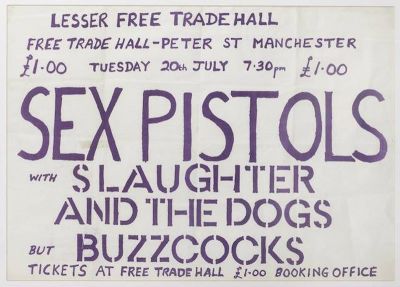 LESSER FREE TRADE HALL
FREE TRADE HALL-PETER ST MANCHESTER
£1·00 TUESDAY 20th JULY 7·30pm £1·00
SEX PISTOLS
WITH SLAUGHTER
AND THE DOGS
BUT BUZZCOCKS
TICKETS AT FREE TRADE HALL £1·00 BOOKING OFFICE